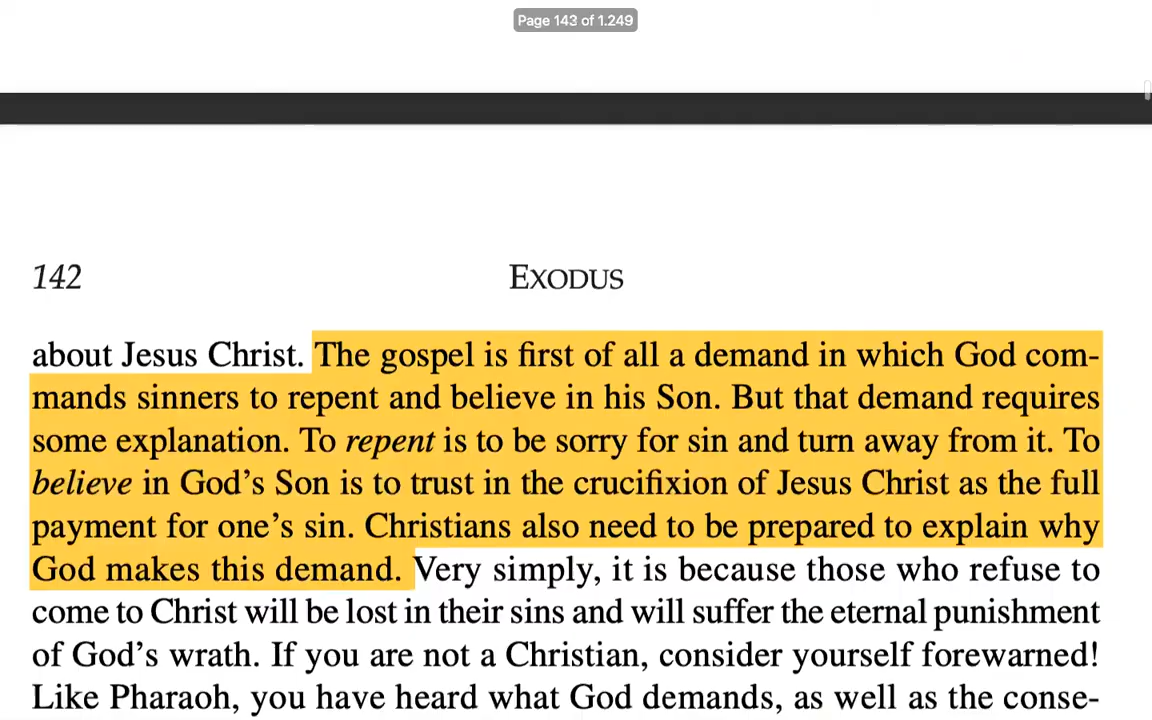 Page 143 of 1.249
142 EXODUS
about Jesus Christ. The gospel is first of all a demand in which God com-
mands sinners to repent and believe in his Son. But that demand requires
some explanation. To repent is to be sorry for sin and turn away from it. To
believe in God’s Son is to trust in the crucifixion of Jesus Christ as the full
payment for one’s sin. Christians also need to be prepared to explain why
God makes this demand. Very simply, it is because those who refuse to
come to Christ will be lost in their sins and will suffer the eternal punishment
of God’s wrath. If you are not a Christian, consider yourself forewarned!
Like Pharaoh, you have heard what God demands, as well as the conse-